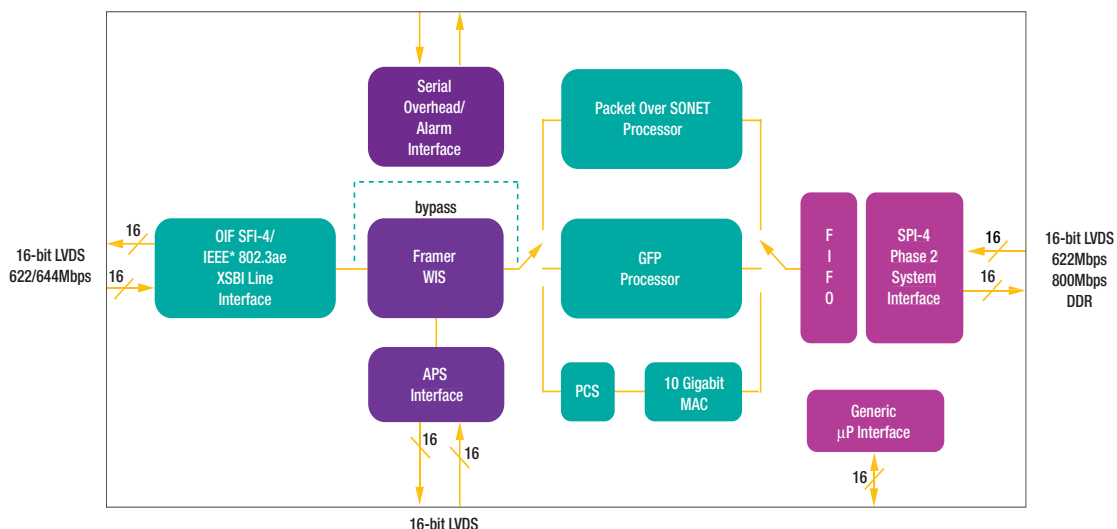 Serial
Overhead/
Alarm
Interface
Packet Over SONET
Processor
bypass
16
16
16-bit LVDS
622/644Mbps
OIF SFI-4/
IEEE* 802.3ae
XSBI Line
Interface
Framer
WIS
GFP
Processor
F
I
F
O
SPI-4
Phase 2
System
Interface
16
16
16-bit LVDS
622Mbps
800Mbps
DDR
APS
Interface
PCS
10 Gigabit
MAC
Generic
µP Interface
16
16
16
16-bit LVDS